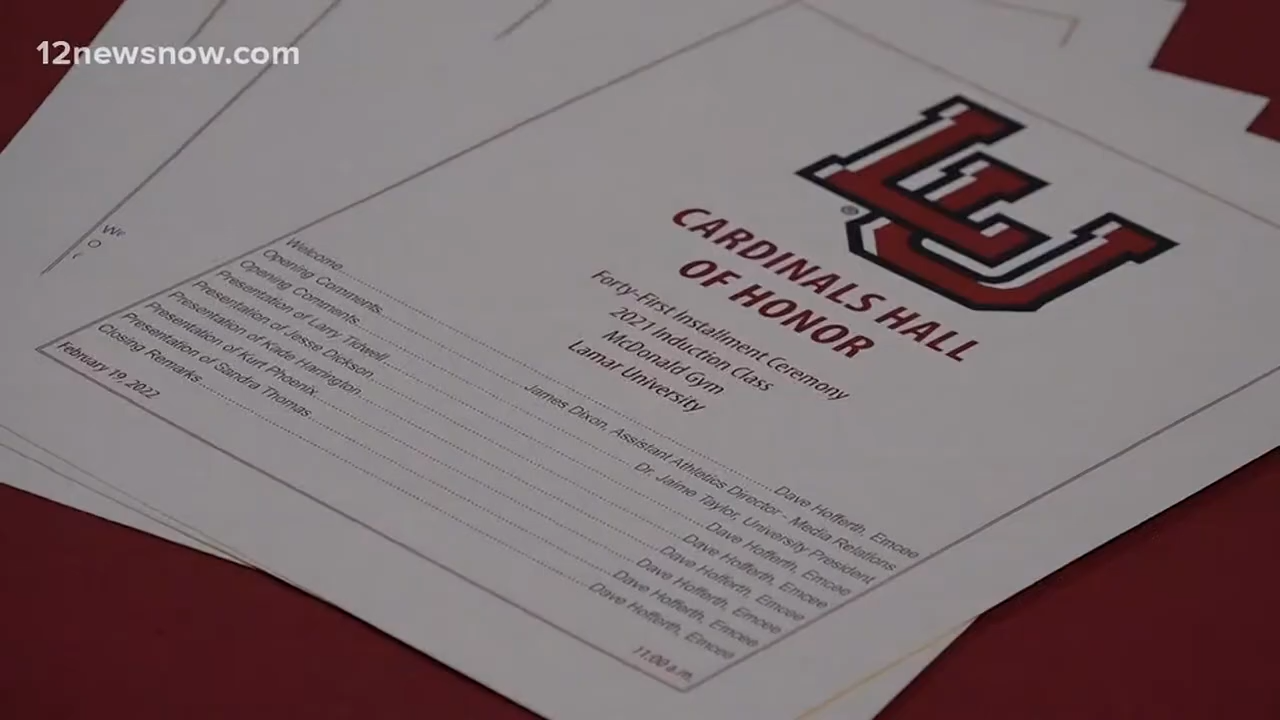 12newsnow.com
LU
®
CARDINALS HALL
OF HONOR
Forty-First Installment Ceremony
2021 Induction Class
McDonald Gym
Lamar University
Welcome.......Dave Hofferth, Emcee
Opening Comments.......James Dixon, Assistant Athletics Director - Media Relations
Opening Comments.......Dr. Jaime Taylor, University President
Presentation of Larry Tidwell.......Dave Hofferth, Emcee
Presentation of Jesse Dickson.......Dave Hofferth, Emcee
Presentation of Kade Harrington.......Dave Hofferth, Emcee
Presentation of Kurt Phoenix.......Dave Hofferth, Emcee
Presentation of Sandra Thomas.......Dave Hofferth, Emcee
Closing Remarks.......Dave Hofferth, Emcee
February 19, 2022
11:00 a.m.